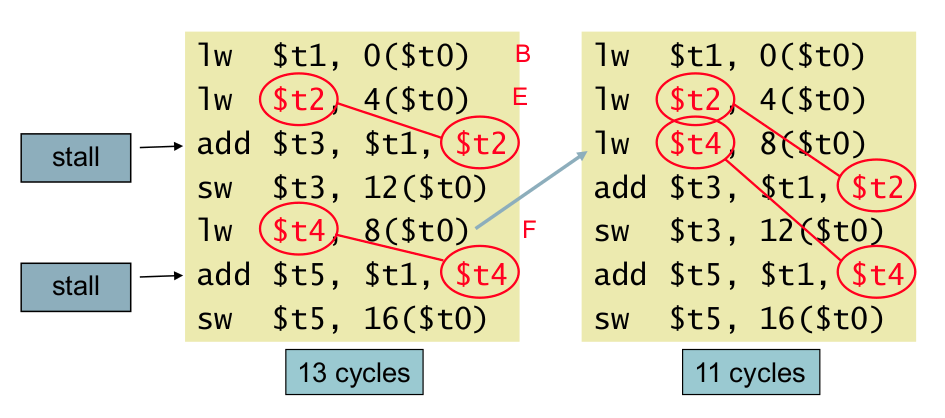 lw $t1, 0($t0) B
lw $t2, 4($t0) E
stall
add $t3, $t1, $t2
sw $t3, 12($t0)
lw $t4, 8($t0) F
stall
add $t5, $t1, $t4
sw $t5, 16($t0)
13 cycles
lw $t1, 0($t0)
lw $t2, 4($t0)
lw $t4, 8($t0)
add $t3, $t1, $t2
sw $t3, 12($t0)
add $t5, $t1, $t4
sw $t5, 16($t0)
11 cycles